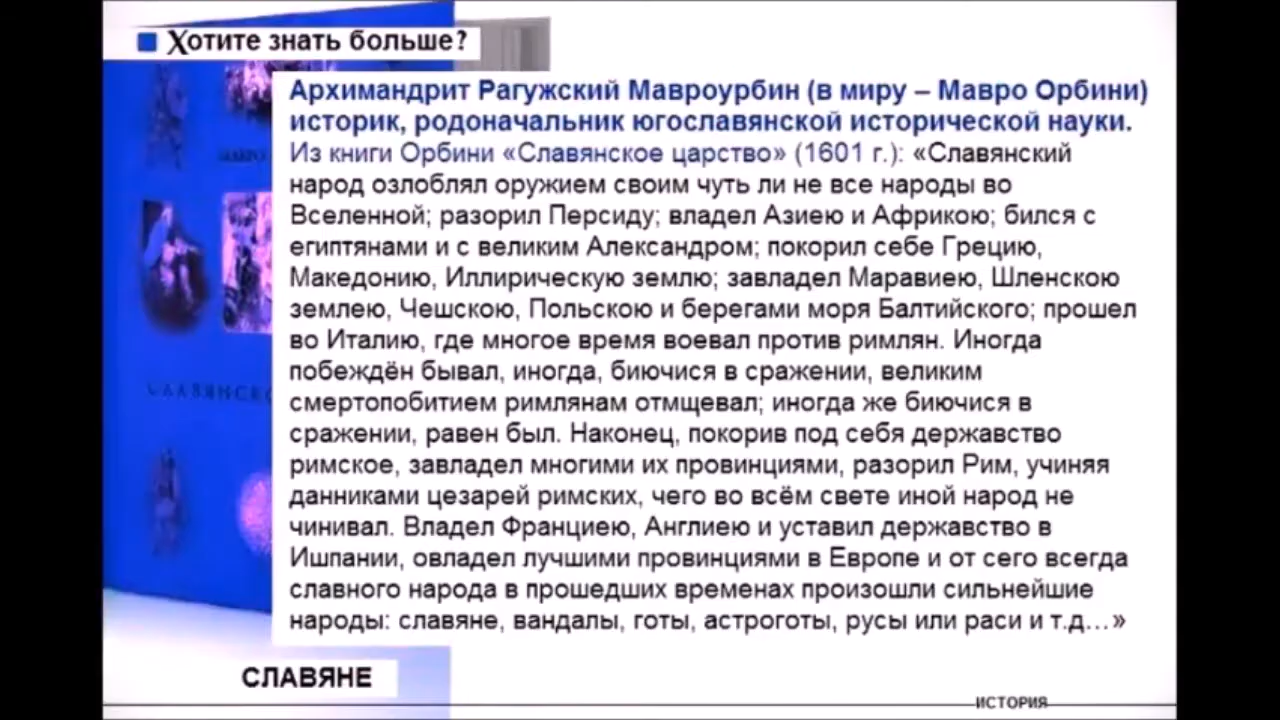 Хотите знать больше?
Архимандрит Рагужский Мавроурбин (в миру – Мавро Орбини)
историк, родоначальник югославянской исторической науки.
Из книги Орбини «Славянское царство» (1601 г.): «Славянский
народ озлоблял оружием своим чуть ли не все народы во
Вселенной; разорил Персиду; владел Азиею и Африкою; бился с
египтянами и с великим Александром; покорил себе Грецию,
Македонию, Иллирическую землю; завладел Маравиею, Шленскою
землею, Чешскою, Польскою и берегами моря Балтийского; прошел
во Италию, где многое время воевал против римлян. Иногда
побеждён бывал, иногда, биючися в сражении, великим
смертопобитием римлянам отмщевал; иногда же биючися в
сражении, равен был. Наконец, покорив под себя державство
римское, завладел многими их провинциями, разорил Рим, учиняя
данниками цезарей римских, чего во всём свете иной народ не
чинивал. Владел Франциею, Англиею и уставил державство в
Ишпании, овладел лучшими провинциями в Европе и от сего всегда
славного народа в прошедших временах произошли сильнейшие
народы: славяне, вандалы, готы, астроготы, русы или раси и т.д...»
СЛАВЯНСКО
СЛАВЯНЕ
ИСТОРИЯ